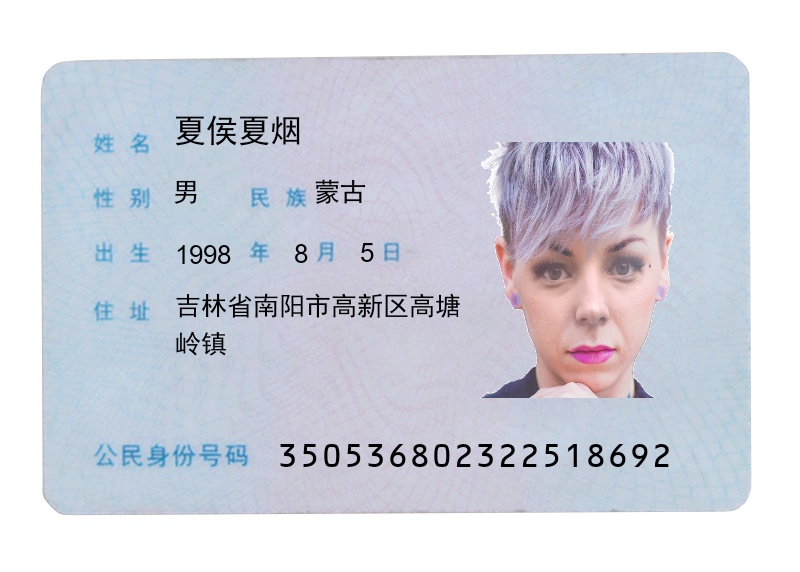 姓名 夏侯夏烟
性别 男 民族 蒙古
出生 1998 年 8 月 5 日
住址 吉林省南阳市高新区高塘
岭镇
公民身份号码 350536802322518692